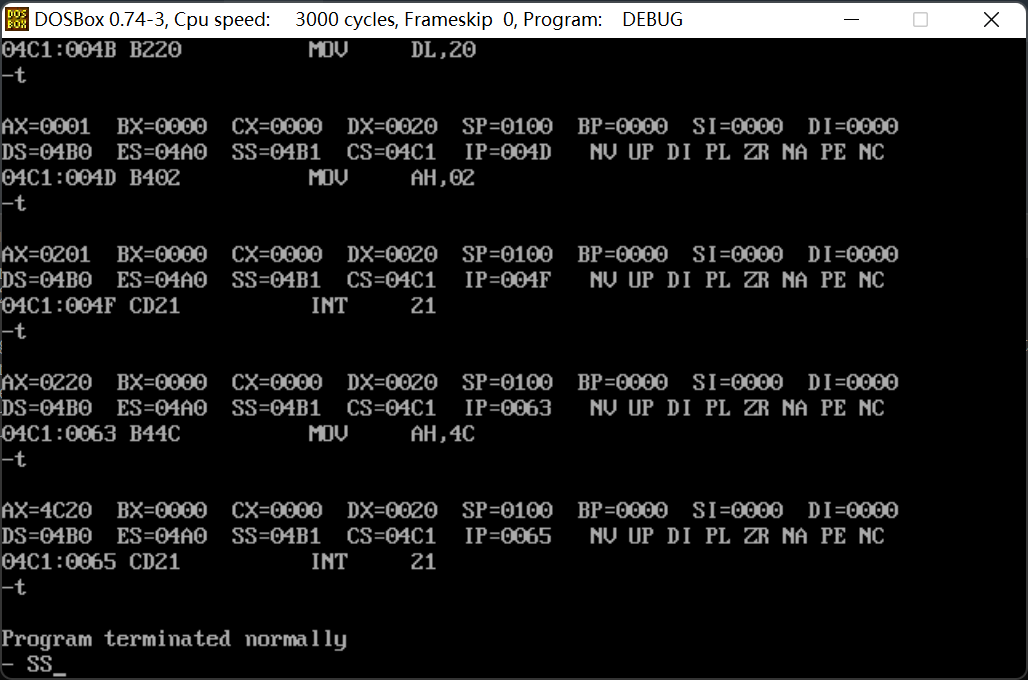 DOS BOX DOSBox 0.74-3, Cpu speed: 3000 cycles, Frameskip 0, Program: DEBUG
04C1:004B B220 MOV DL,20
-t
AX=0001 BX=0000 CX=0000 DX=0020 SP=0100 BP=0000 SI=0000 DI=0000
DS=04B0 ES=04A0 SS=04B1 CS=04C1 IP=004D NV UP DI PL ZR NA PE NC
04C1:004D B402 MOV AH,02
-t
AX=0201 BX=0000 CX=0000 DX=0020 SP=0100 BP=0000 SI=0000 DI=0000
DS=04B0 ES=04A0 SS=04B1 CS=04C1 IP=004F NV UP DI PL ZR NA PE NC
04C1:004F CD21 INT 21
-t
AX=0220 BX=0000 CX=0000 DX=0020 SP=0100 BP=0000 SI=0000 DI=0000
DS=04B0 ES=04A0 SS=04B1 CS=04C1 IP=0063 NV UP DI PL ZR NA PE NC
04C1:0063 B44C MOV AH,4C
-t
AX=4C20 BX=0000 CX=0000 DX=0020 SP=0100 BP=0000 SI=0000 DI=0000
DS=04B0 ES=04A0 SS=04B1 CS=04C1 IP=0065 NV UP DI PL ZR NA PE NC
04C1:0065 CD21 INT 21
-t
Program terminated normally
- SS_